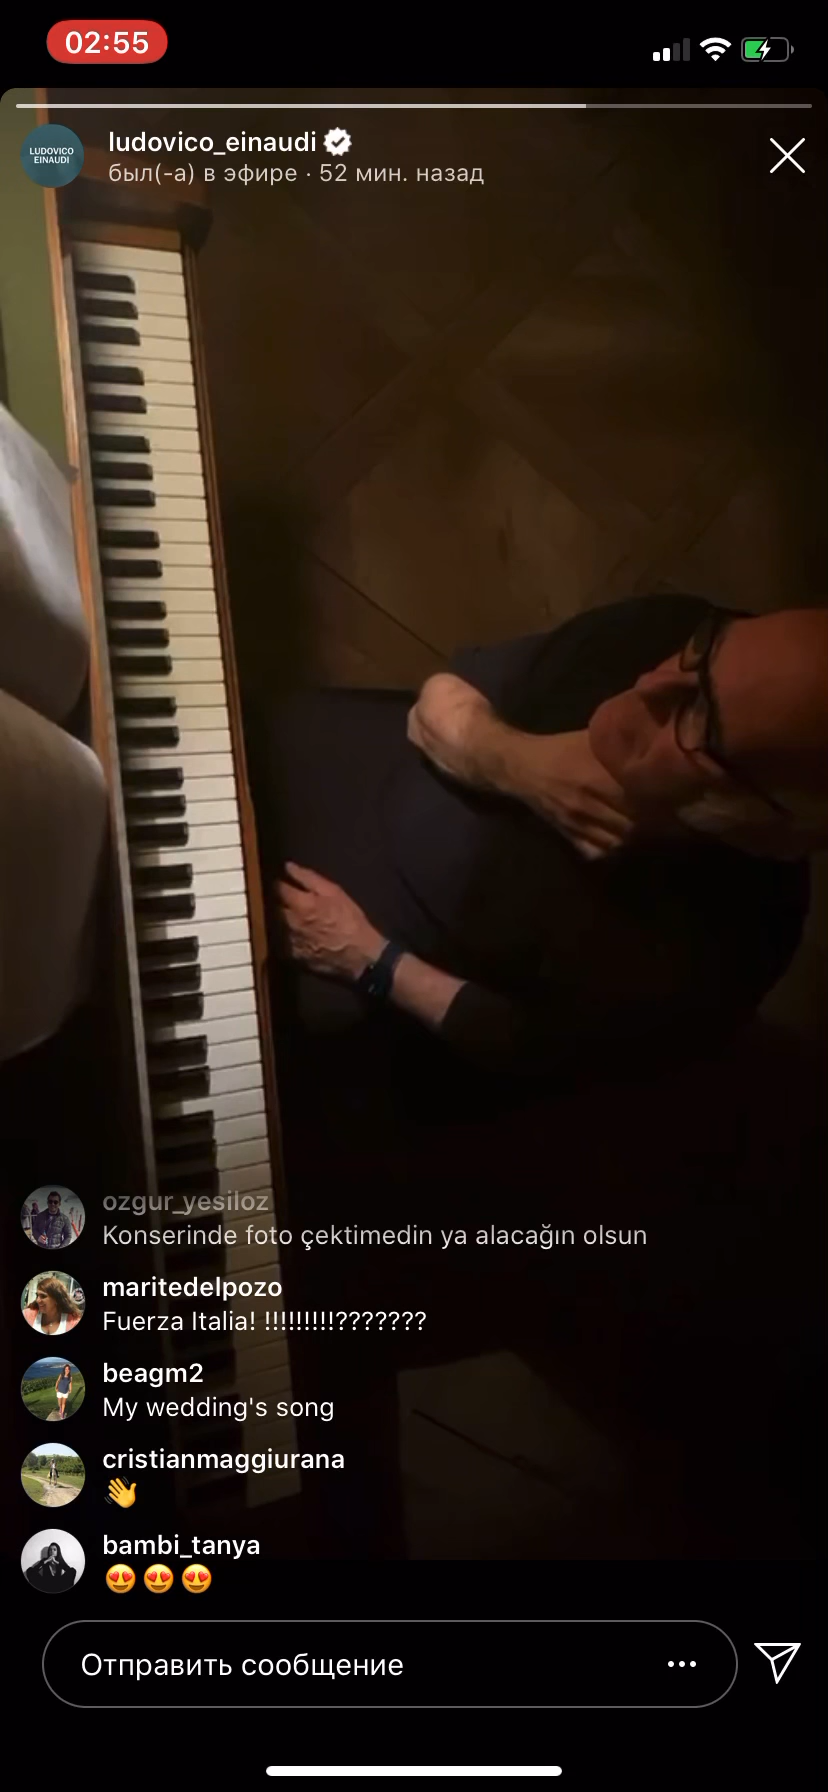 02:55
LUDOVICO
EINAUDI
ludovico_einaudi
был(-а) в эфире · 52 мин. назад
ozgur_yesiloz
Konserinde foto çektimedin ya alacağın olsun
maritedelpozo
Fuerza Italia! !!!!!!!!!???????
beagm2
My wedding's song
cristianmaggiurana
👋
bambi_tanya
😍😍😍
Отправить сообщение